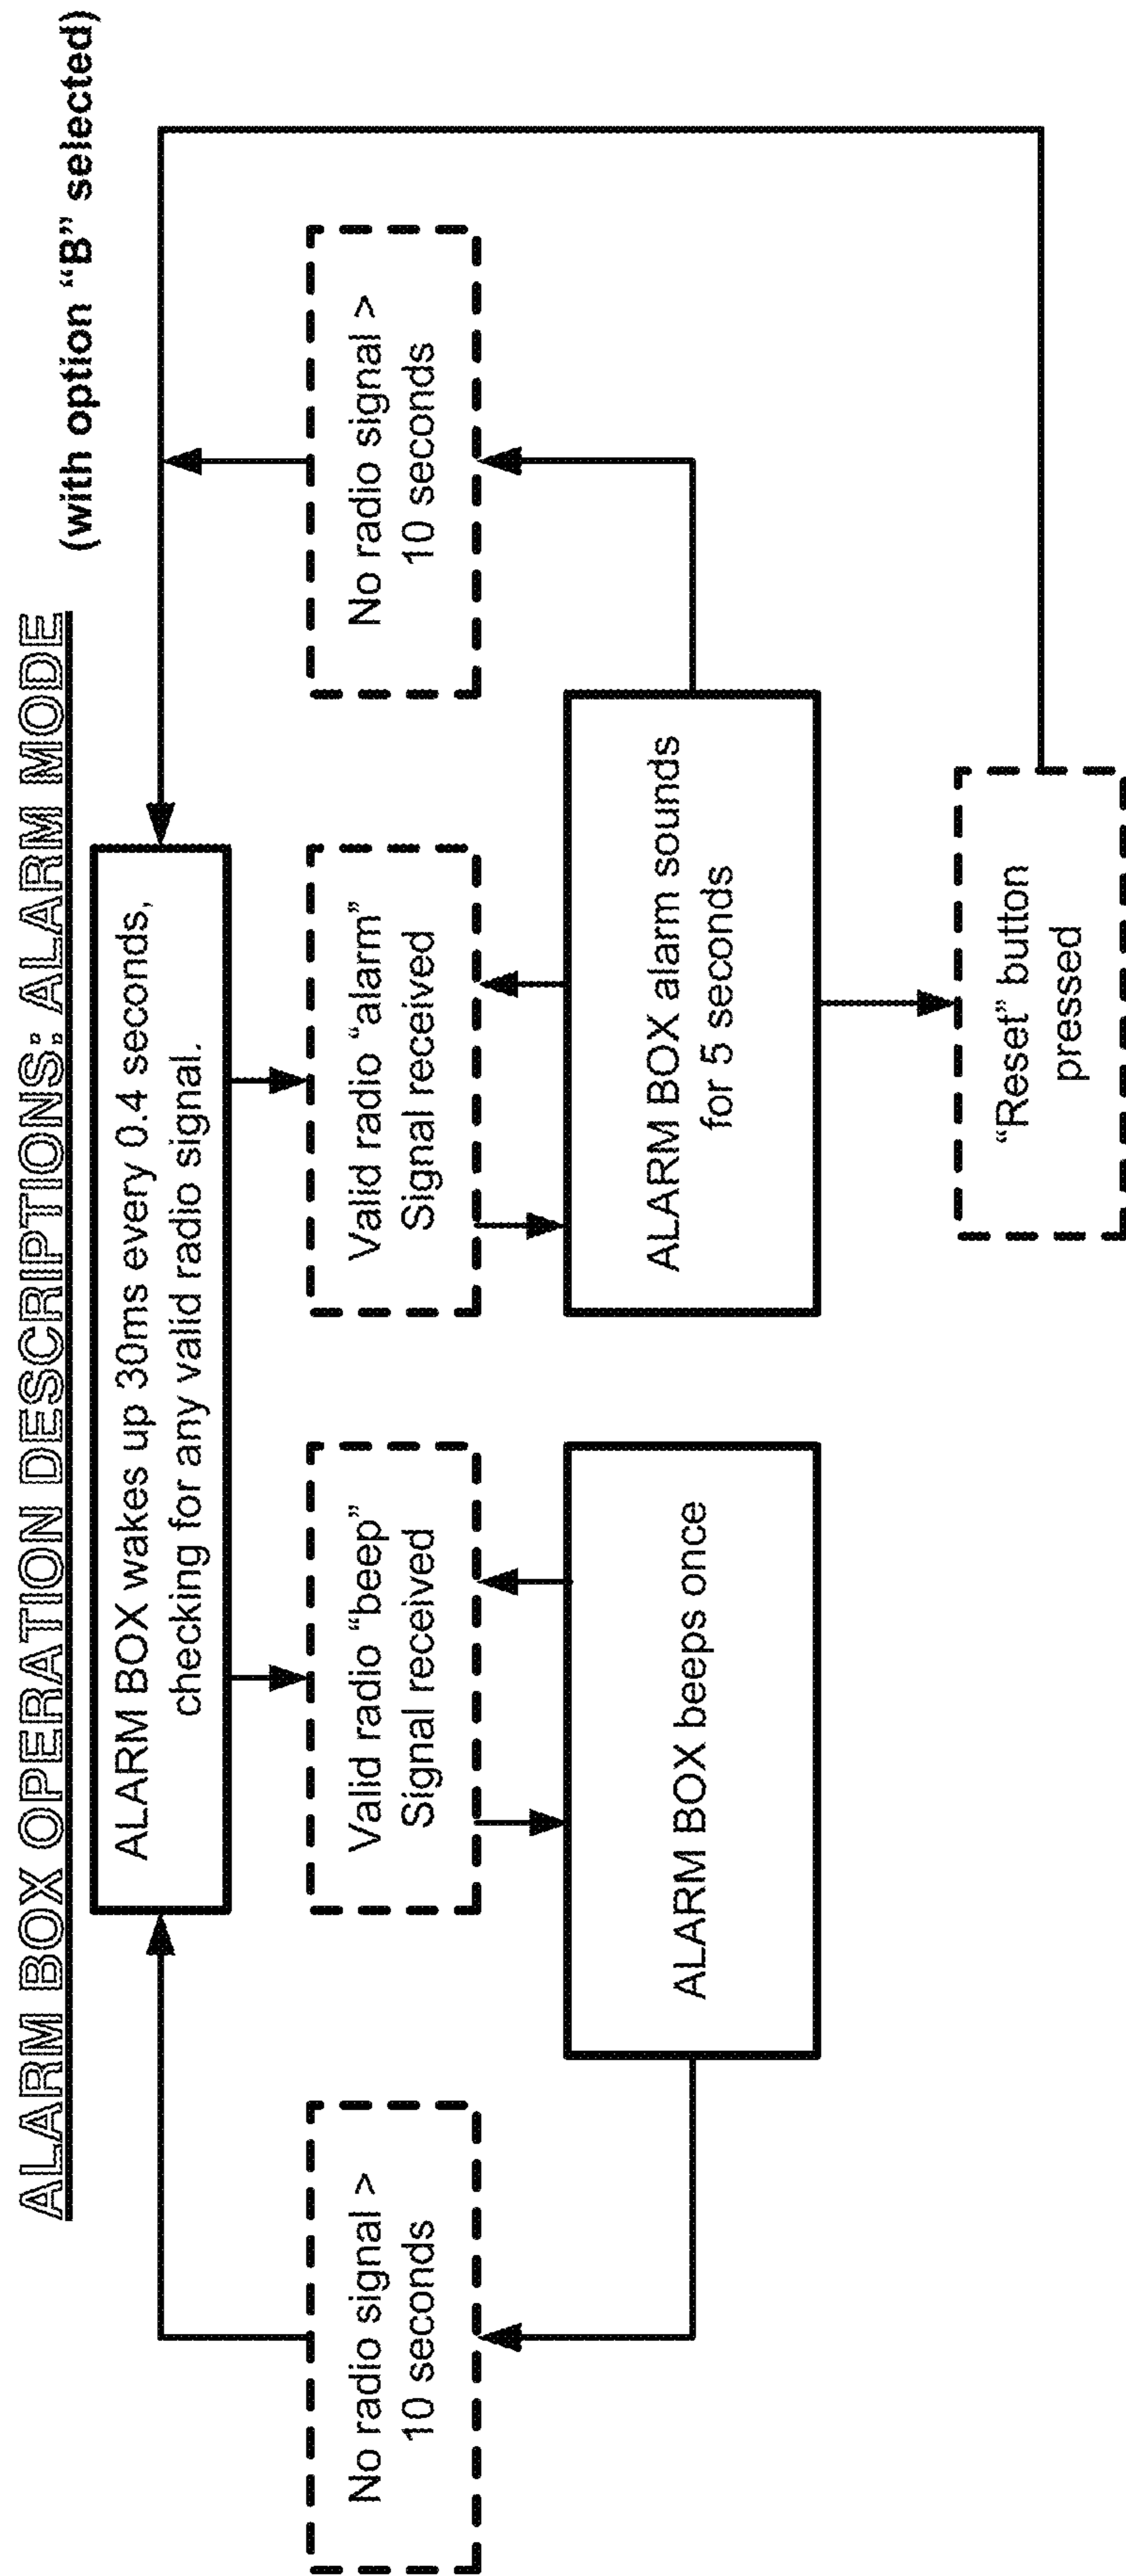 ALARM BOX OPERATION DESCRIPTIONS: ALARM MODE
(with option “B” selected)
ALARM BOX wakes up 30ms every 0.4 seconds,
checking for any valid radio signal.
No radio signal >
10 seconds
Valid radio “beep”
Signal received
Valid radio “alarm”
Signal received
No radio signal >
10 seconds
ALARM BOX beeps once
ALARM BOX alarm sounds
for 5 seconds
“Reset” button
pressed